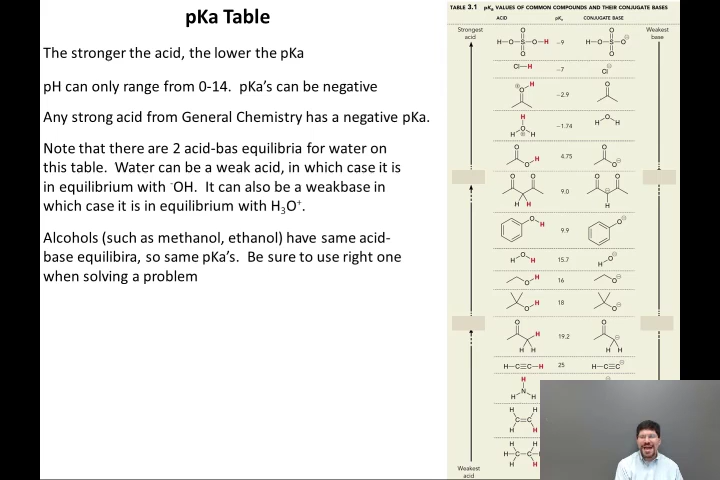 pKa Table
The stronger the acid, the lower the pKa
pH can only range from 0-14.  pKa's can be negative
Any strong acid from General Chemistry has a negative pKa.
Note that there are 2 acid-bas equilibria for water on
this table.  Water can be a weak acid, in which case it is
in equilibrium with ⁻OH.  It can also be a weakbase in
which case it is in equilibrium with H₃O⁺.
Alcohols (such as methanol, ethanol) have same acid-
base equilibira, so same pKa's.  Be sure to use right one
when solving a problem
TABLE 3.1 pKₐ VALUES OF COMMON COMPOUNDS AND THEIR CONJUGATE BASES
ACID pKₐ CONJUGATE BASE
Strongest
acid
Weakest
base
H—O—S—O—H −9 H—O—S—O⊖
O O O O
Cl—H −7 Cl⊖
⊕O H −2.9 O
H O H H ⊕ −1.74 H O H
O O H 4.75 O O⊖
O O H H 9.0 O O ⊖ H
O H 9.9 O⊖
H O H 15.7 H O⊖
O H 16 O⊖
O H 18 O⊖
O H H H 19.2 O ⊖ H H
H—C≡C—H 25 H—C≡C⊖
H N H H
H H C=C H H
H H H—C—C H H
Weakest
acid